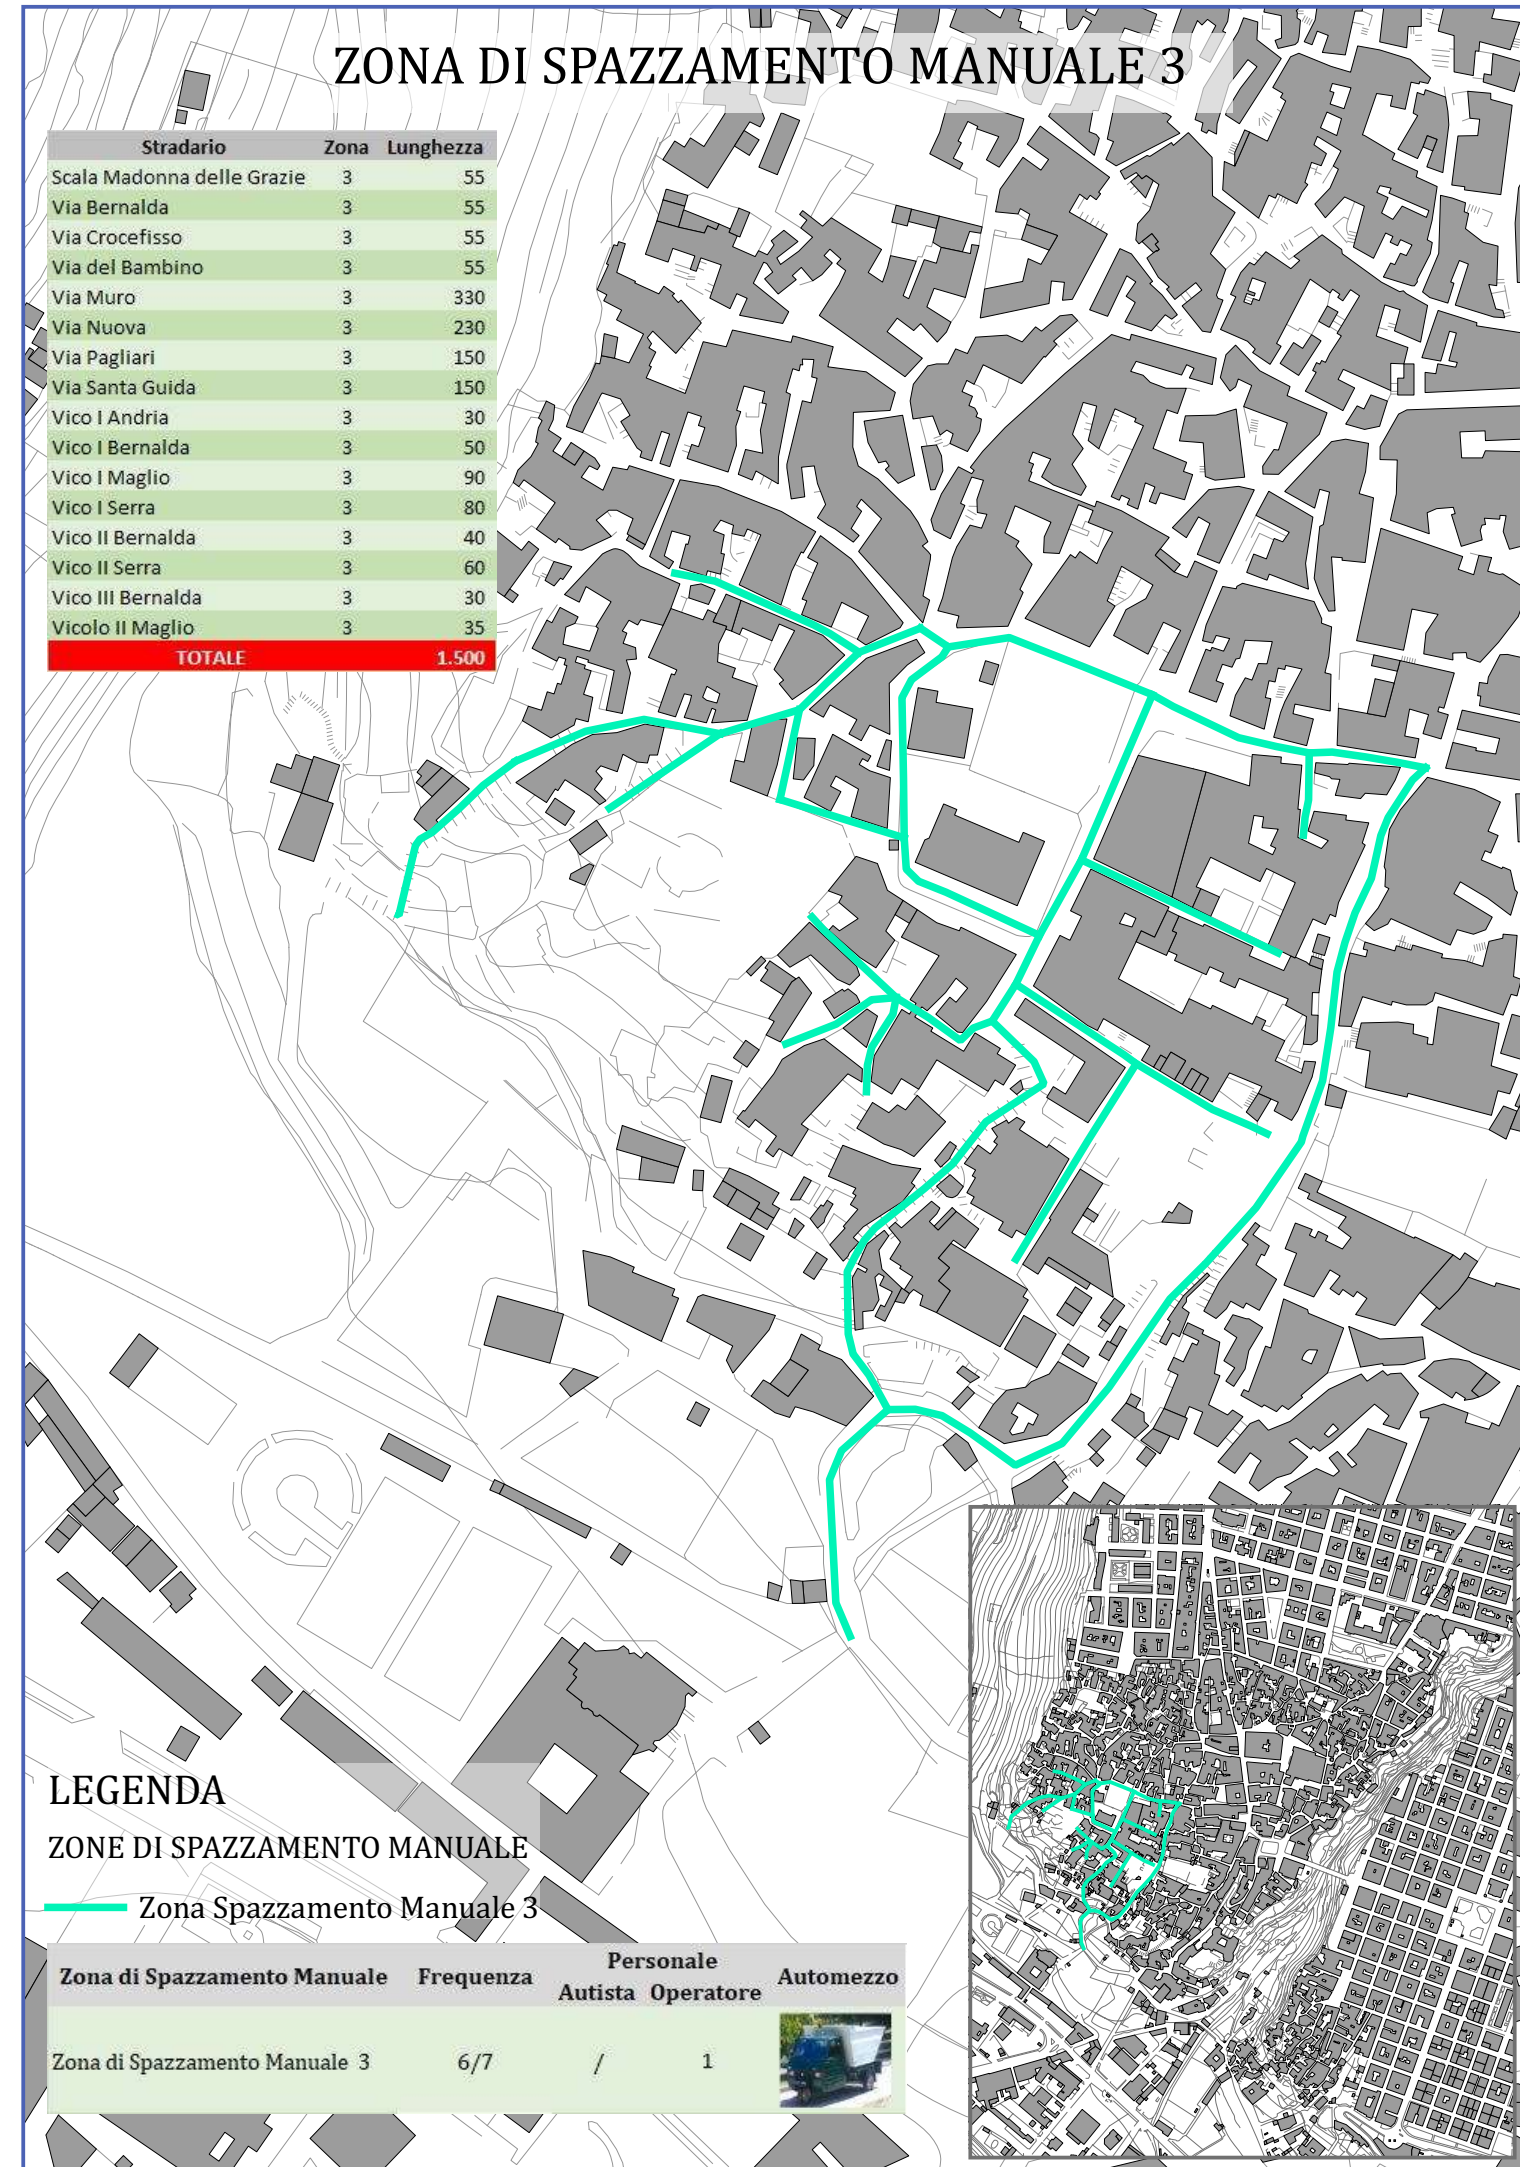 ZONA DI SPAZZAMENTO MANUALE 3
Stradario Zona Lunghezza
Scala Madonna delle Grazie 3 55
Via Bernalda 3 55
Via Crocefisso 3 55
Via del Bambino 3 55
Via Muro 3 330
Via Nuova 3 230
Via Pagliari 3 150
Via Santa Guida 3 150
Vico I Andria 3 30
Vico I Bernalda 3 50
Vico I Maglio 3 90
Vico I Serra 3 80
Vico II Bernalda 3 40
Vico II Serra 3 60
Vico III Bernalda 3 30
Vicolo II Maglio 3 35
TOTALE 1.500
LEGENDA
ZONE DI SPAZZAMENTO MANUALE
Zona Spazzamento Manuale 3
Zona di Spazzamento Manuale Frequenza Personale Automezzo
Autista Operatore
Zona di Spazzamento Manuale 3 6/7 / 1